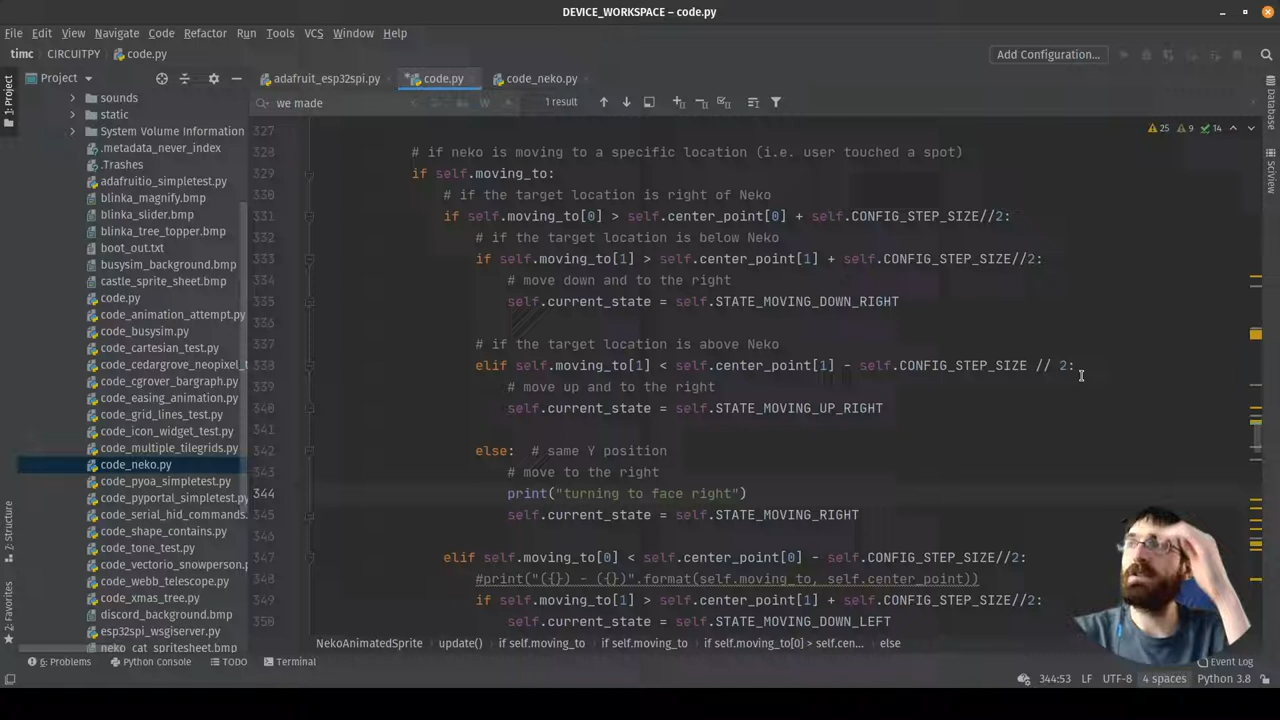 DEVICE_WORKSPACE – code.py
File Edit View Navigate Code Refactor Run Tools VCS Window Help
timc CIRCUITPY code.py
Add Configuration...
Project
adafruit_esp32spi.py code.py code_neko.py
we made
W
1 result
1: Project
7: Structure
2: Favorites
Database
SciView
25 9 14
sounds
static
System Volume Information
.metadata_never_index
.Trashes
adafruitio_simpletest.py
blinka_magnify.bmp
blinka_slider.bmp
blinka_tree_topper.bmp
boot_out.txt
busysim_background.bmp
castle_sprite_sheet.bmp
code.py
code_animation_attempt.py
code_busysim.py
code_cartesian_test.py
code_cedargrove_neopixel_t
code_cgrover_bargraph.py
code_easing_animation.py
code_grid_lines_test.py
code_icon_widget_test.py
code_multiple_tilegrids.py
code_neko.py
code_pyoa_simpletest.py
code_pyportal_simpletest.py
code_serial_hid_commands.
code_shape_contains.py
code_tone_test.py
code_vectorio_snowperson.p
code_webb_telescope.py
code_xmas_tree.py
discord_background.bmp
esp32spi_wsgiserver.py
neko_cat_spritesheet.bmp
327
328 # if neko is moving to a specific location (i.e. user touched a spot)
329 if self.moving_to:
330 # if the target location is right of Neko
331 if self.moving_to[0] > self.center_point[0] + self.CONFIG_STEP_SIZE//2:
332 # if the target location is below Neko
333 if self.moving_to[1] > self.center_point[1] + self.CONFIG_STEP_SIZE//2:
334 # move down and to the right
335 self.current_state = self.STATE_MOVING_DOWN_RIGHT
336
337 # if the target location is above Neko
338 elif self.moving_to[1] < self.center_point[1] - self.CONFIG_STEP_SIZE // 2:
339 # move up and to the right
340 self.current_state = self.STATE_MOVING_UP_RIGHT
341
342 else: # same Y position
343 # move to the right
344 print("turning to face right")
345 self.current_state = self.STATE_MOVING_RIGHT
346
347 elif self.moving_to[0] < self.center_point[0] - self.CONFIG_STEP_SIZE//2:
348 #print("({}) - ({})".format(self.moving_to, self.center_point))
349 if self.moving_to[1] > self.center_point[1] + self.CONFIG_STEP_SIZE//2:
350 self.current_state = self.STATE_MOVING_DOWN_LEFT
NekoAnimatedSprite update() if self.moving_to if self.moving_to if self.moving_to[0] > self.cen... else
6: Problems Python Console TODO Terminal
Event Log
344:53 LF UTF-8 4 spaces Python 3.8